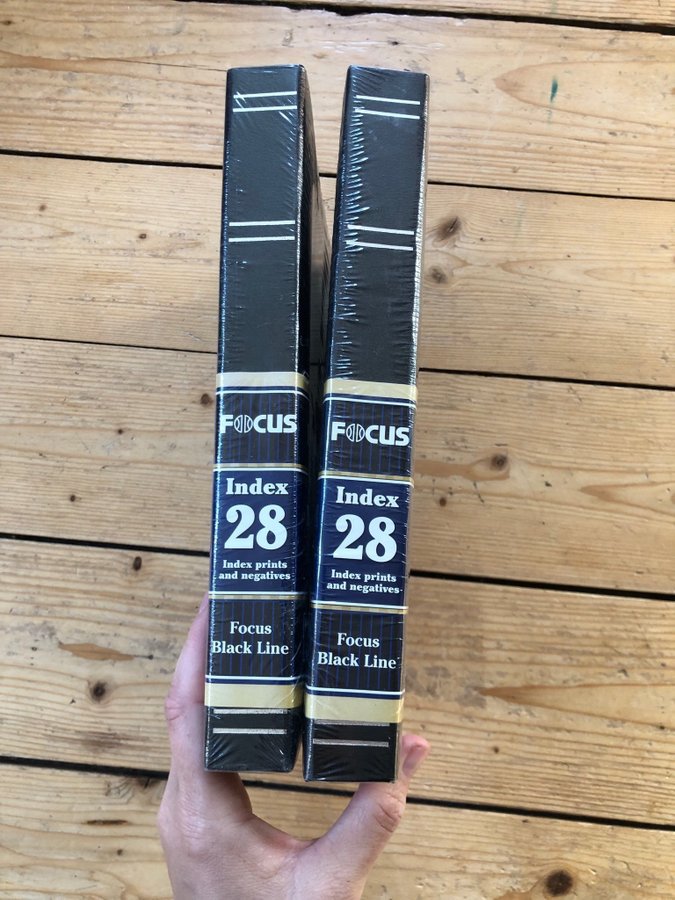 FOCUS
Index
28
Index prints
and negatives
Focus
Black Line
FOCUS
Index
28
Index prints
and negatives
Focus
Black Line